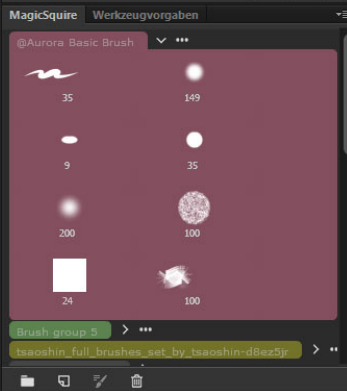 MagicSquire Werkzeugvorgaben
@Aurora Basic Brush
35 149
9 35
200 100
24 100
Brush group 5
tsaoshin_full_brushes_set_by_tsaoshin-d8ez5jr